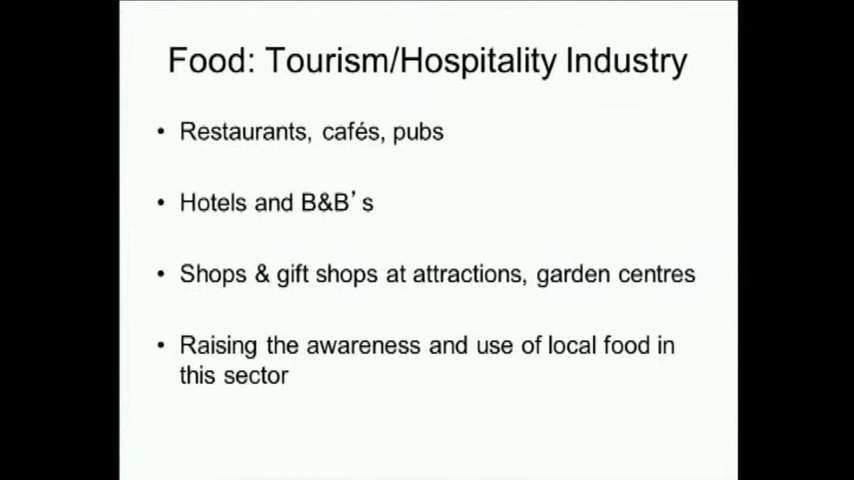 Food: Tourism/Hospitality Industry
• Restaurants, cafés, pubs
• Hotels and B&B's
• Shops & gift shops at attractions, garden centres
• Raising the awareness and use of local food in
this sector